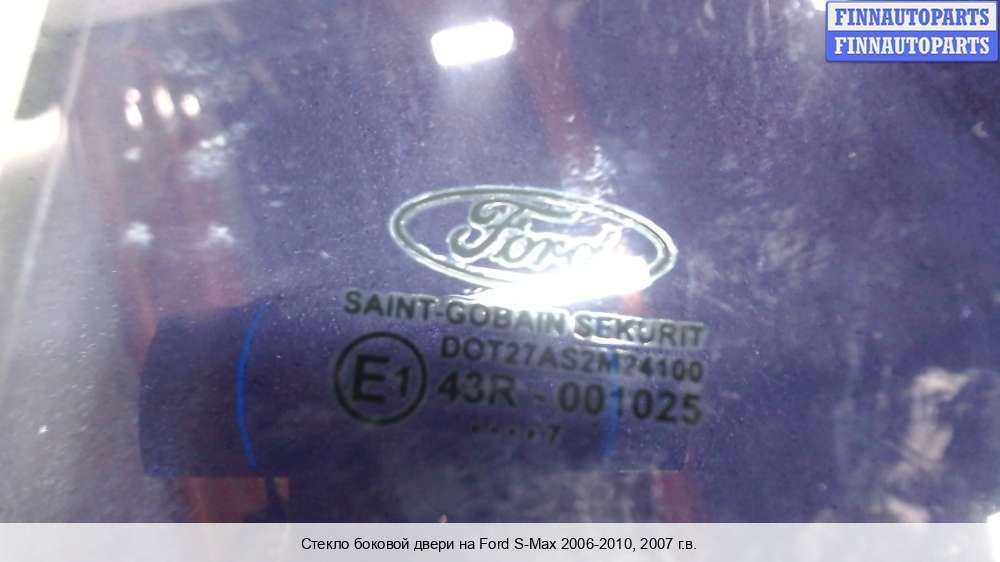 FINNAUTOPARTS
FINNAUTOPARTS
Ford
SAINT-GOBAIN SEKURIT
DOT27AS2M24100
E1
43R - 001025
....7
Стекло боковой двери на Ford S-Max 2006-2010, 2007 г.в.